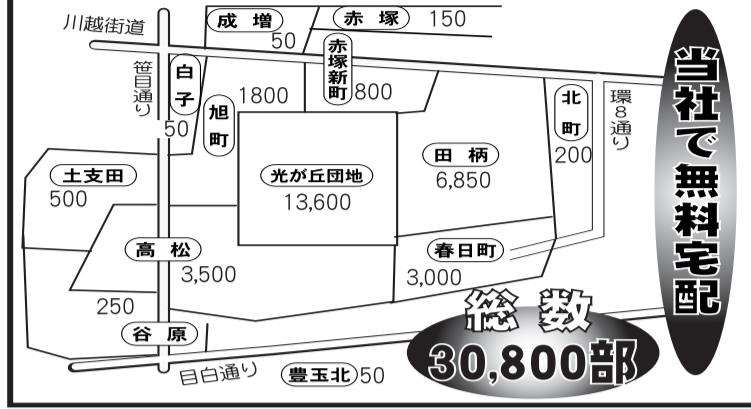 川越街道
成増
50
赤塚 150
赤塚新町
800
白子
50
笹目通り
旭町
1800
北町
200
環8通り
土支田
500
光が丘団地
13,600
田柄
6,850
高松
3,500
春日町
3,000
250
谷原
目白通り
豊玉北50
総数
30,800部
当社で無料宅配